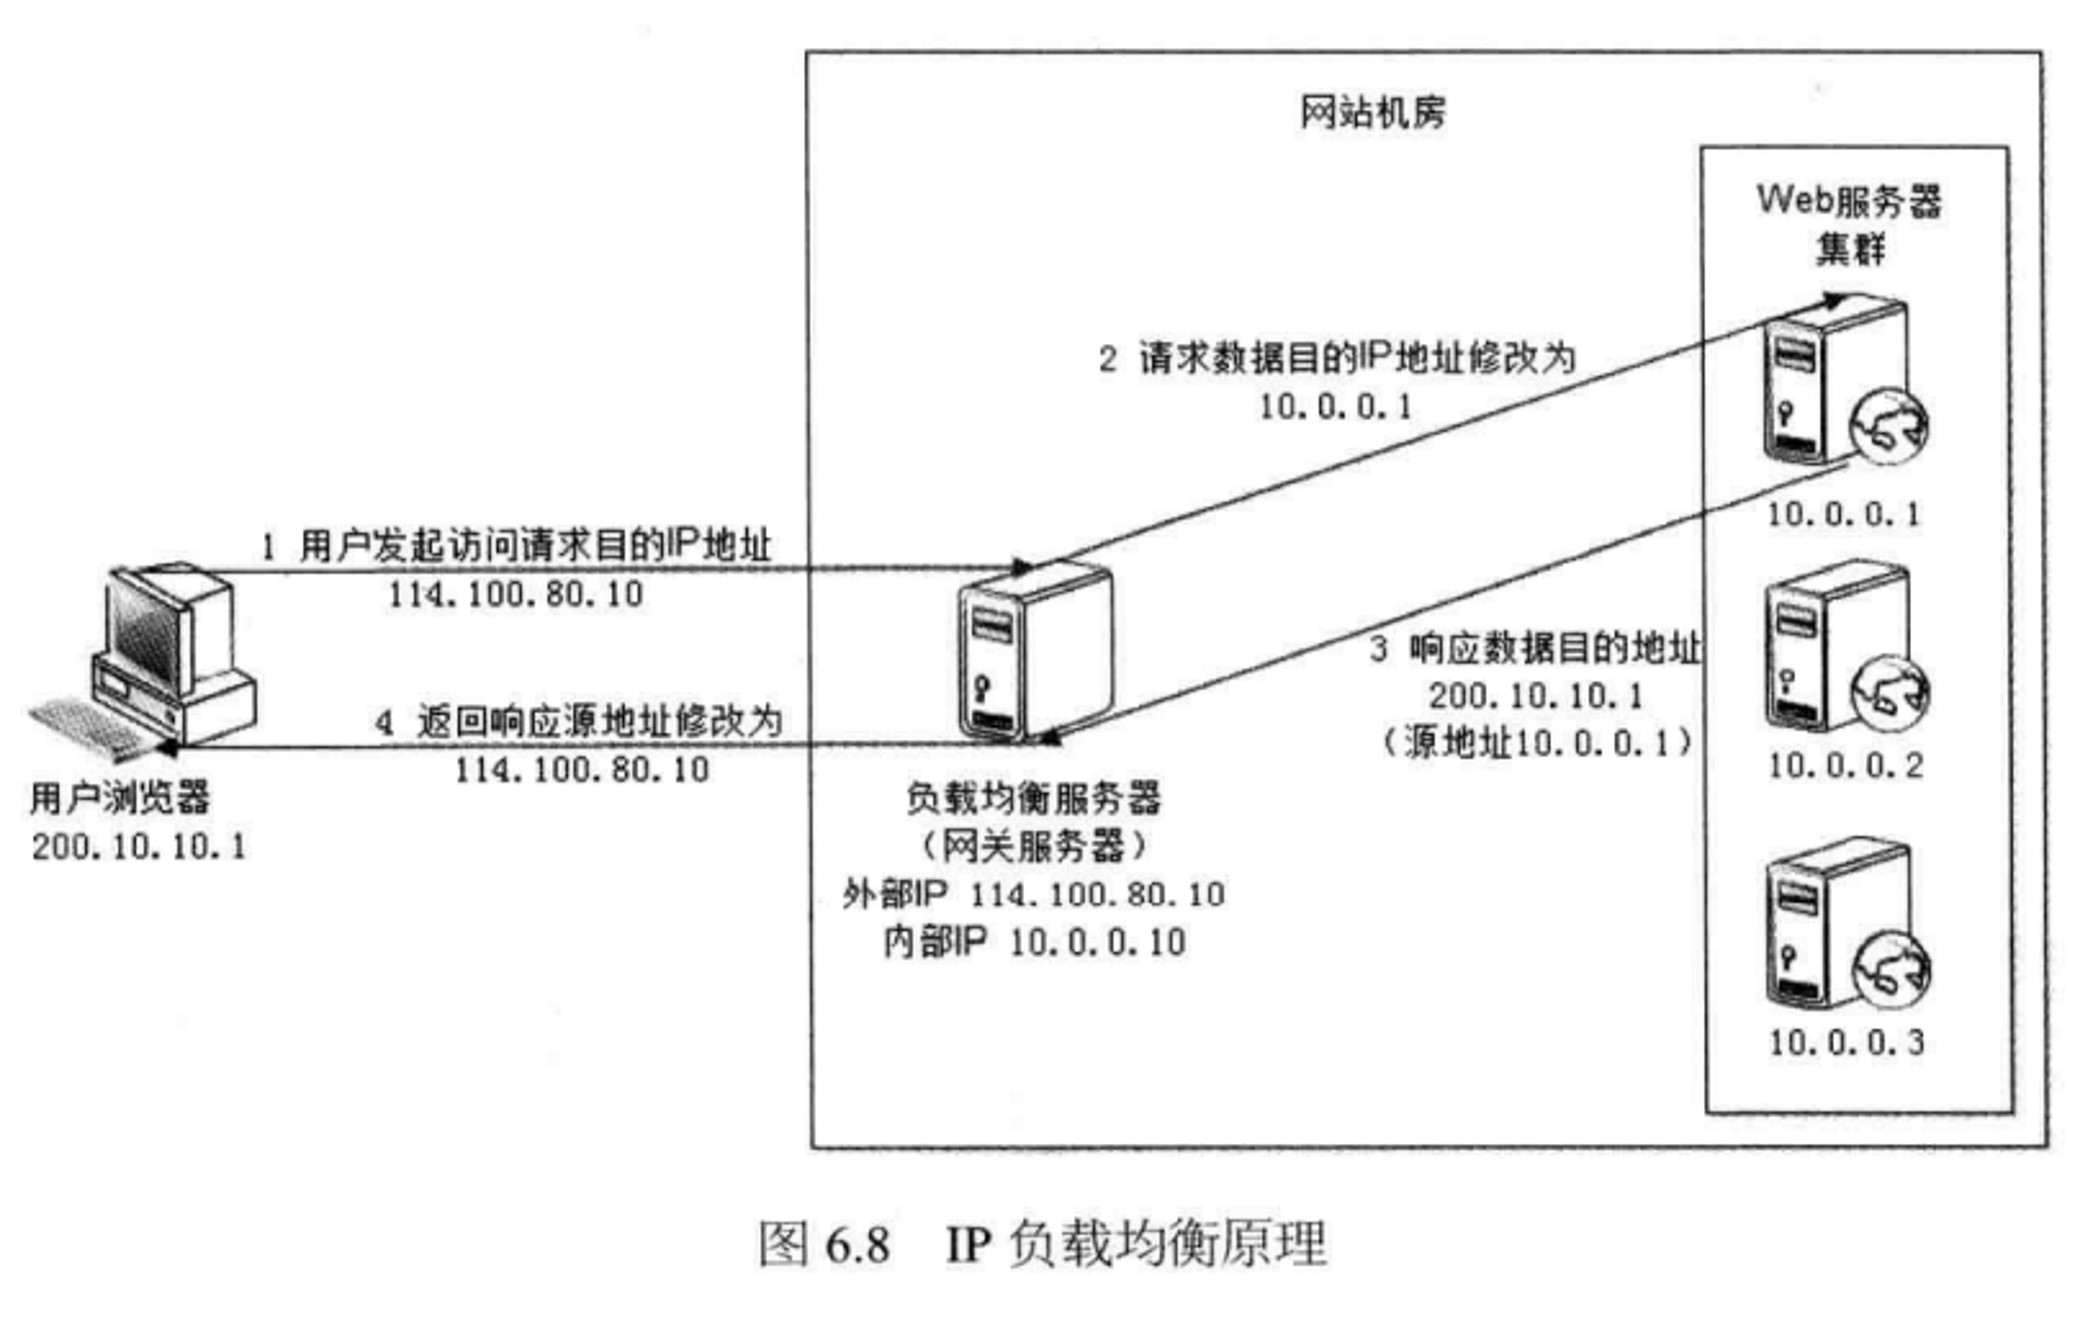 网站机房
Web服务器
集群
2 请求数据目的IP地址修改为
10.0.0.1
10.0.0.1
1 用户发起访问请求目的IP地址
114.100.80.10
3 响应数据目的地址
200.10.10.1
（源地址10.0.0.1）
4 返回响应源地址修改为
114.100.80.10
10.0.0.2
用户浏览器
200.10.10.1
负载均衡服务器
（网关服务器）
外部IP 114.100.80.10
内部IP 10.0.0.10
10.0.0.3
图 6.8 IP 负载均衡原理